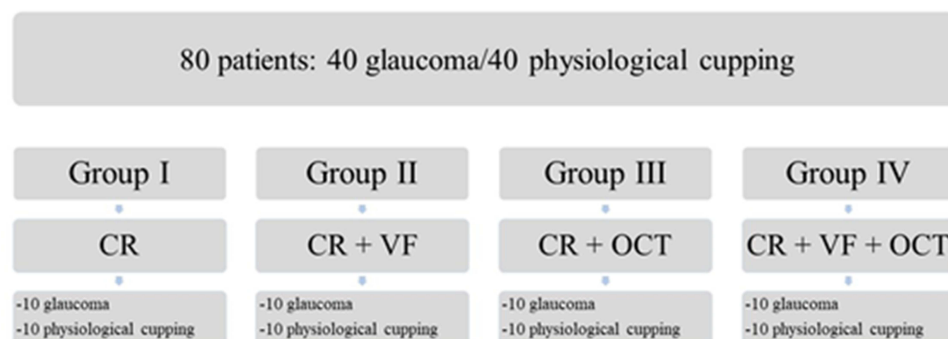 80 patients: 40 glaucoma/40 physiological cupping
Group I
Group II
Group III
Group IV
CR
CR + VF
CR + OCT
CR + VF + OCT
-10 glaucoma
-10 physiological cupping
-10 glaucoma
-10 physiological cupping
-10 glaucoma
-10 physiological cupping
-10 glaucoma
-10 physiological cupping